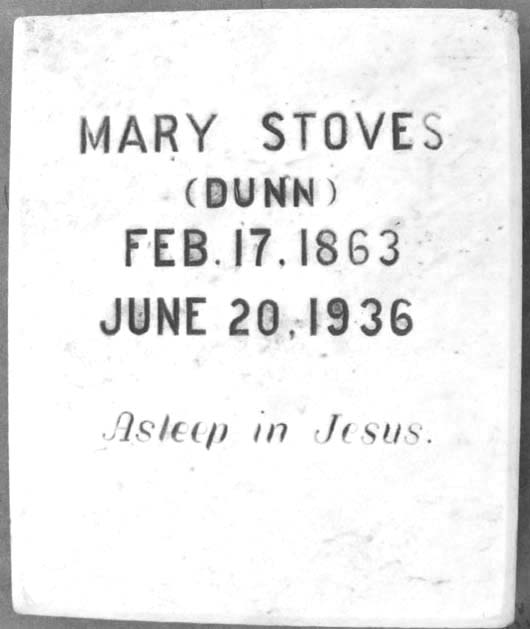 MARY STOVES
(DUNN)
FEB. 17, 1863
JUNE 20, 1936
Asleep in Jesus.